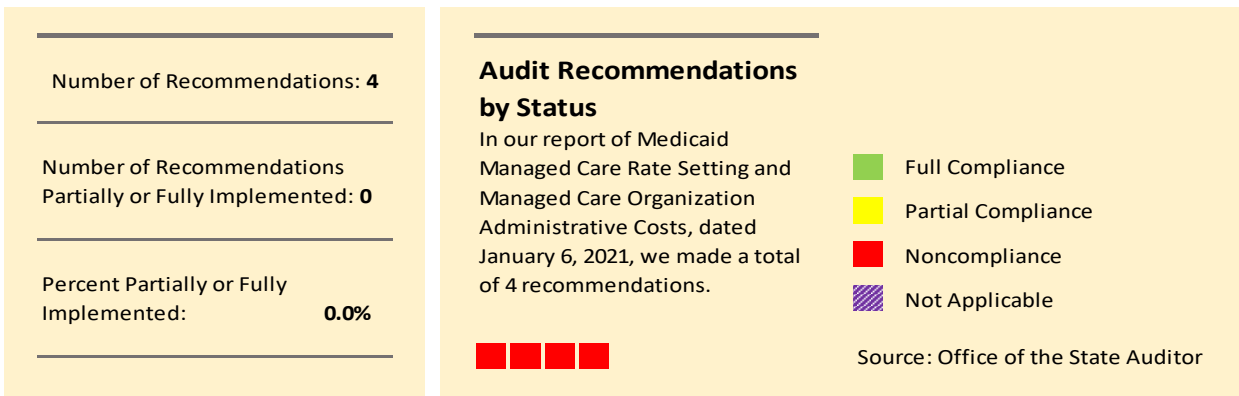 Number of Recommendations: 4
Number of Recommendations
Partially or Fully Implemented: 0
Percent Partially or Fully
Implemented: 0.0%
Audit Recommendations
by Status
In our report of Medicaid
Managed Care Rate Setting and
Managed Care Organization
Administrative Costs, dated
January 6, 2021, we made a total
of 4 recommendations.
Full Compliance
Partial Compliance
Noncompliance
Not Applicable
Source: Office of the State Auditor